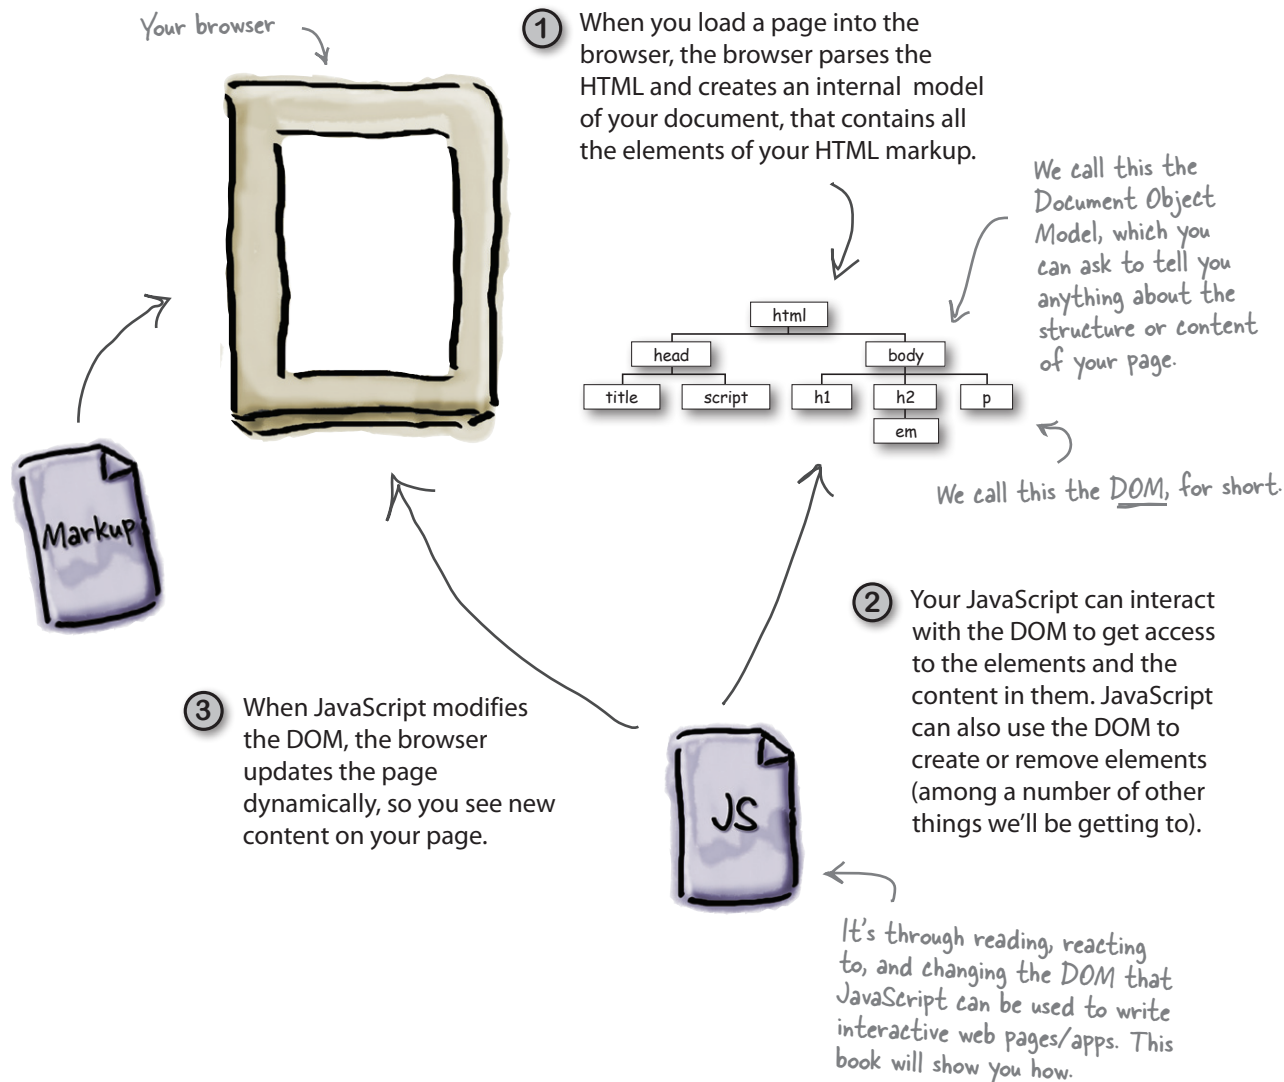 Your browser
1
When you load a page into the
browser, the browser parses the
HTML and creates an internal model
of your document, that contains all
the elements of your HTML markup.
We call this the
Document Object
Model, which you
can ask to tell you
anything about the
structure or content
of your page.
html
head
body
title
script
h1
h2
p
em
We call this the DOM, for short.
Markup
2
Your JavaScript can interact
with the DOM to get access
to the elements and the
content in them. JavaScript
can also use the DOM to
create or remove elements
(among a number of other
things we'll be getting to).
3
When JavaScript modifies
the DOM, the browser
updates the page
dynamically, so you see new
content on your page.
JS
It's through reading, reacting
to, and changing the DOM that
JavaScript can be used to write
interactive web pages/apps. This
book will show you how.